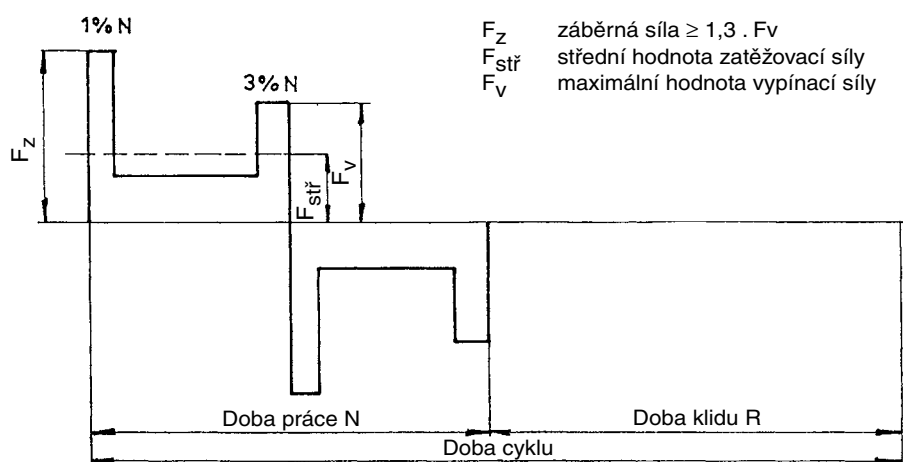 1% N
F_z záběrná síla ≥ 1,3 . Fv
F_stř střední hodnota zatěžovací síly
F_v maximální hodnota vypínací síly
3% N
F_z
F_v
F_stř
Doba práce N
Doba klidu R
Doba cyklu